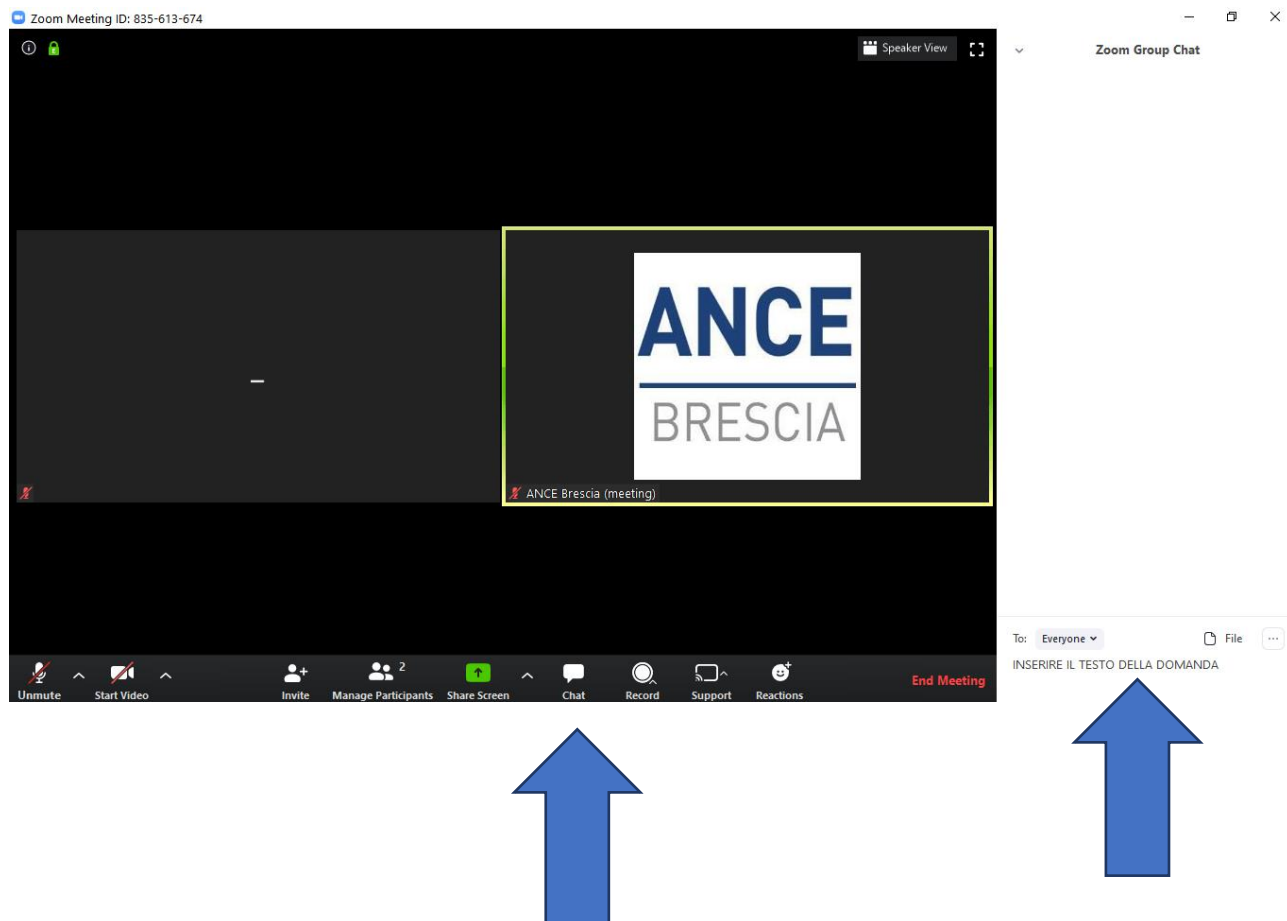 Zoom Meeting ID: 835-613-674
Speaker View
Zoom Group Chat
ANCE
BRESCIA
ANCE Brescia (meeting)
To: Everyone File
INSERIRE IL TESTO DELLA DOMANDA
Unmute Start Video Invite Manage Participants 2 Share Screen Chat Record Support Reactions End Meeting